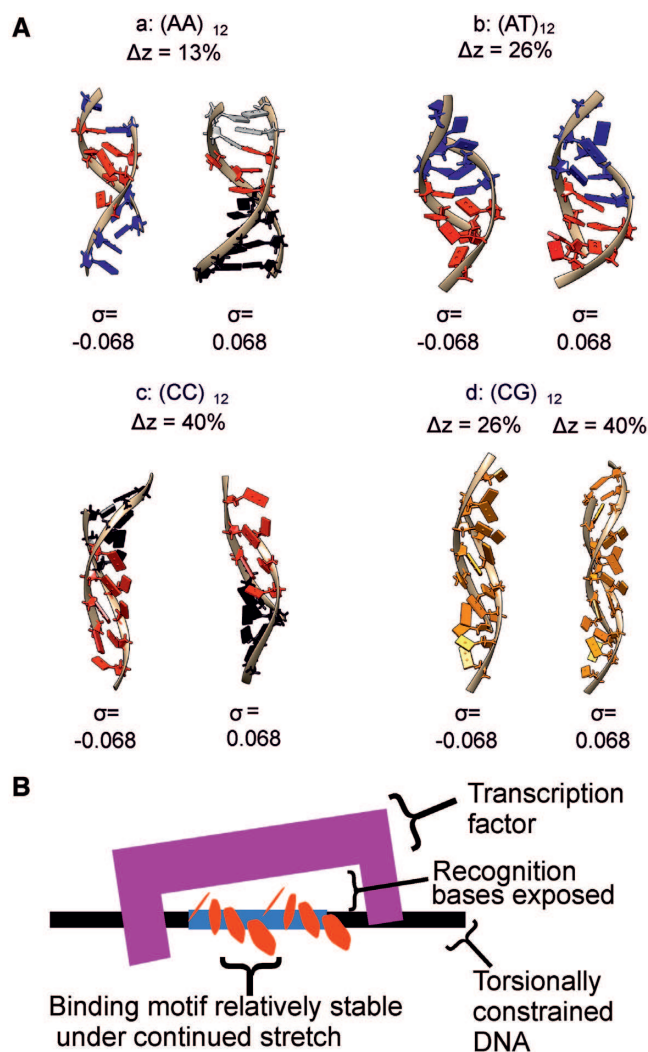 A
a: (AA) 12
Δz = 13%
b: (AT)12
Δz = 26%
σ=
-0.068
σ=
0.068
σ=
-0.068
σ=
0.068
c: (CC) 12
Δz = 40%
d: (CG) 12
Δz = 26%
Δz = 40%
σ=
-0.068
σ =
0.068
σ=
-0.068
σ=
0.068
B
Transcription
factor
Recognition
bases exposed
Binding motif relatively stable
under continued stretch
Torsionally
constrained
DNA